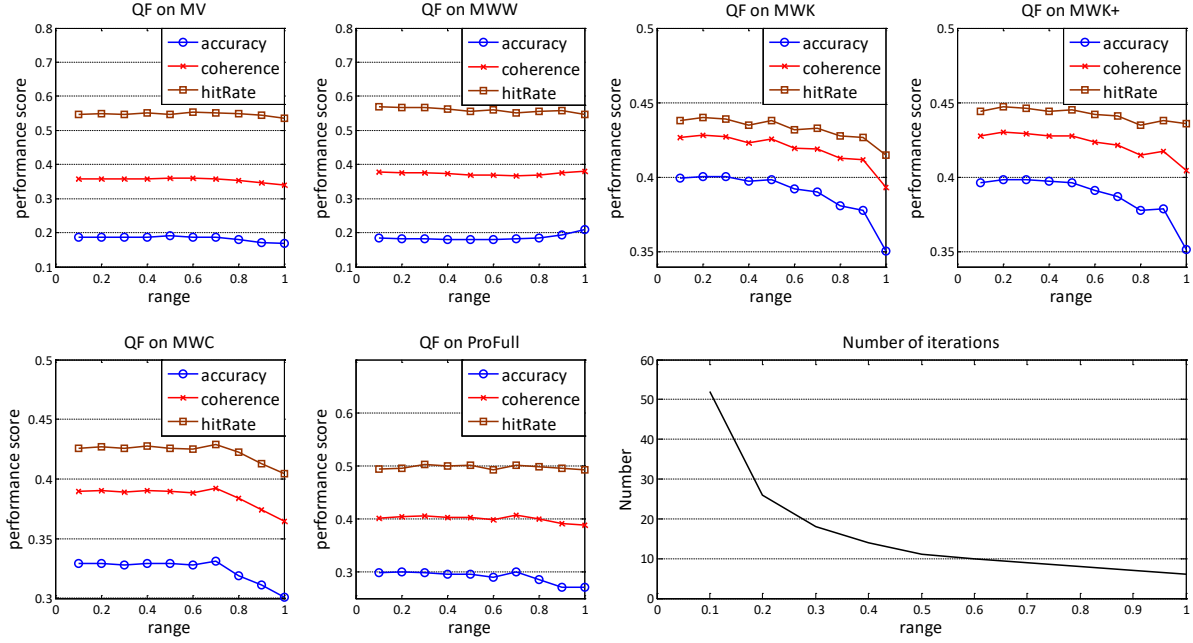 QF on MV
0.8
0.7
0.6
0.5
0.4
0.3
0.2
0.1
performance score
accuracy
coherence
hitRate
0 0.2 0.4 0.6 0.8 1
range
QF on MWW
0.8
0.7
0.6
0.5
0.4
0.3
0.2
0.1
performance score
accuracy
coherence
hitRate
0 0.2 0.4 0.6 0.8 1
range
QF on MWK
0.5
0.45
0.4
0.35
performance score
accuracy
coherence
hitRate
0 0.2 0.4 0.6 0.8 1
range
QF on MWK+
0.5
0.45
0.4
0.35
performance score
accuracy
coherence
hitRate
0 0.2 0.4 0.6 0.8 1
range
QF on MWC
0.5
0.45
0.4
0.35
0.3
performance score
accuracy
coherence
hitRate
0 0.2 0.4 0.6 0.8 1
range
QF on ProFull
0.6
0.5
0.4
0.3
performance score
accuracy
coherence
hitRate
0 0.2 0.4 0.6 0.8 1
range
Number of iterations
60
50
40
30
20
10
0
Number
0 0.1 0.2 0.3 0.4 0.5 0.6 0.7 0.8 0.9 1
range